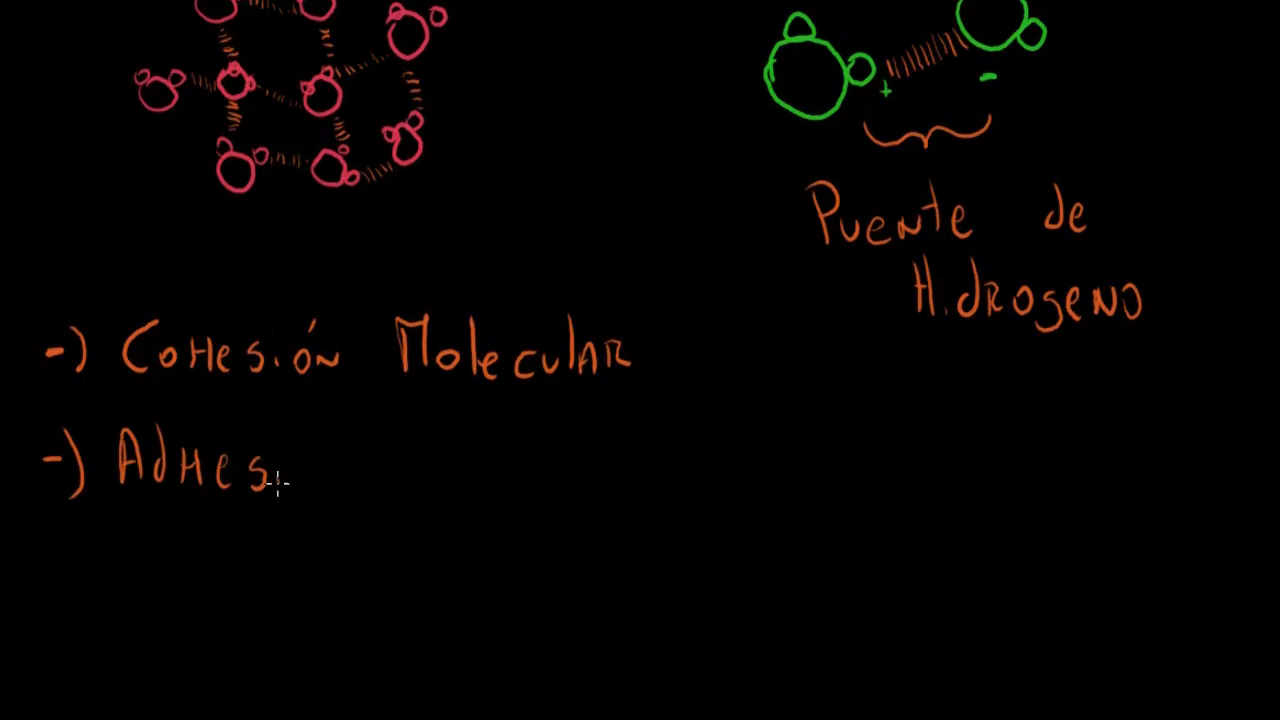 + -
Puente de
Hidrogeno
-) Cohesión Molecular
-) Adhes